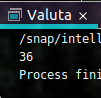 Valuta ×
/snap/intell
36
Process fini